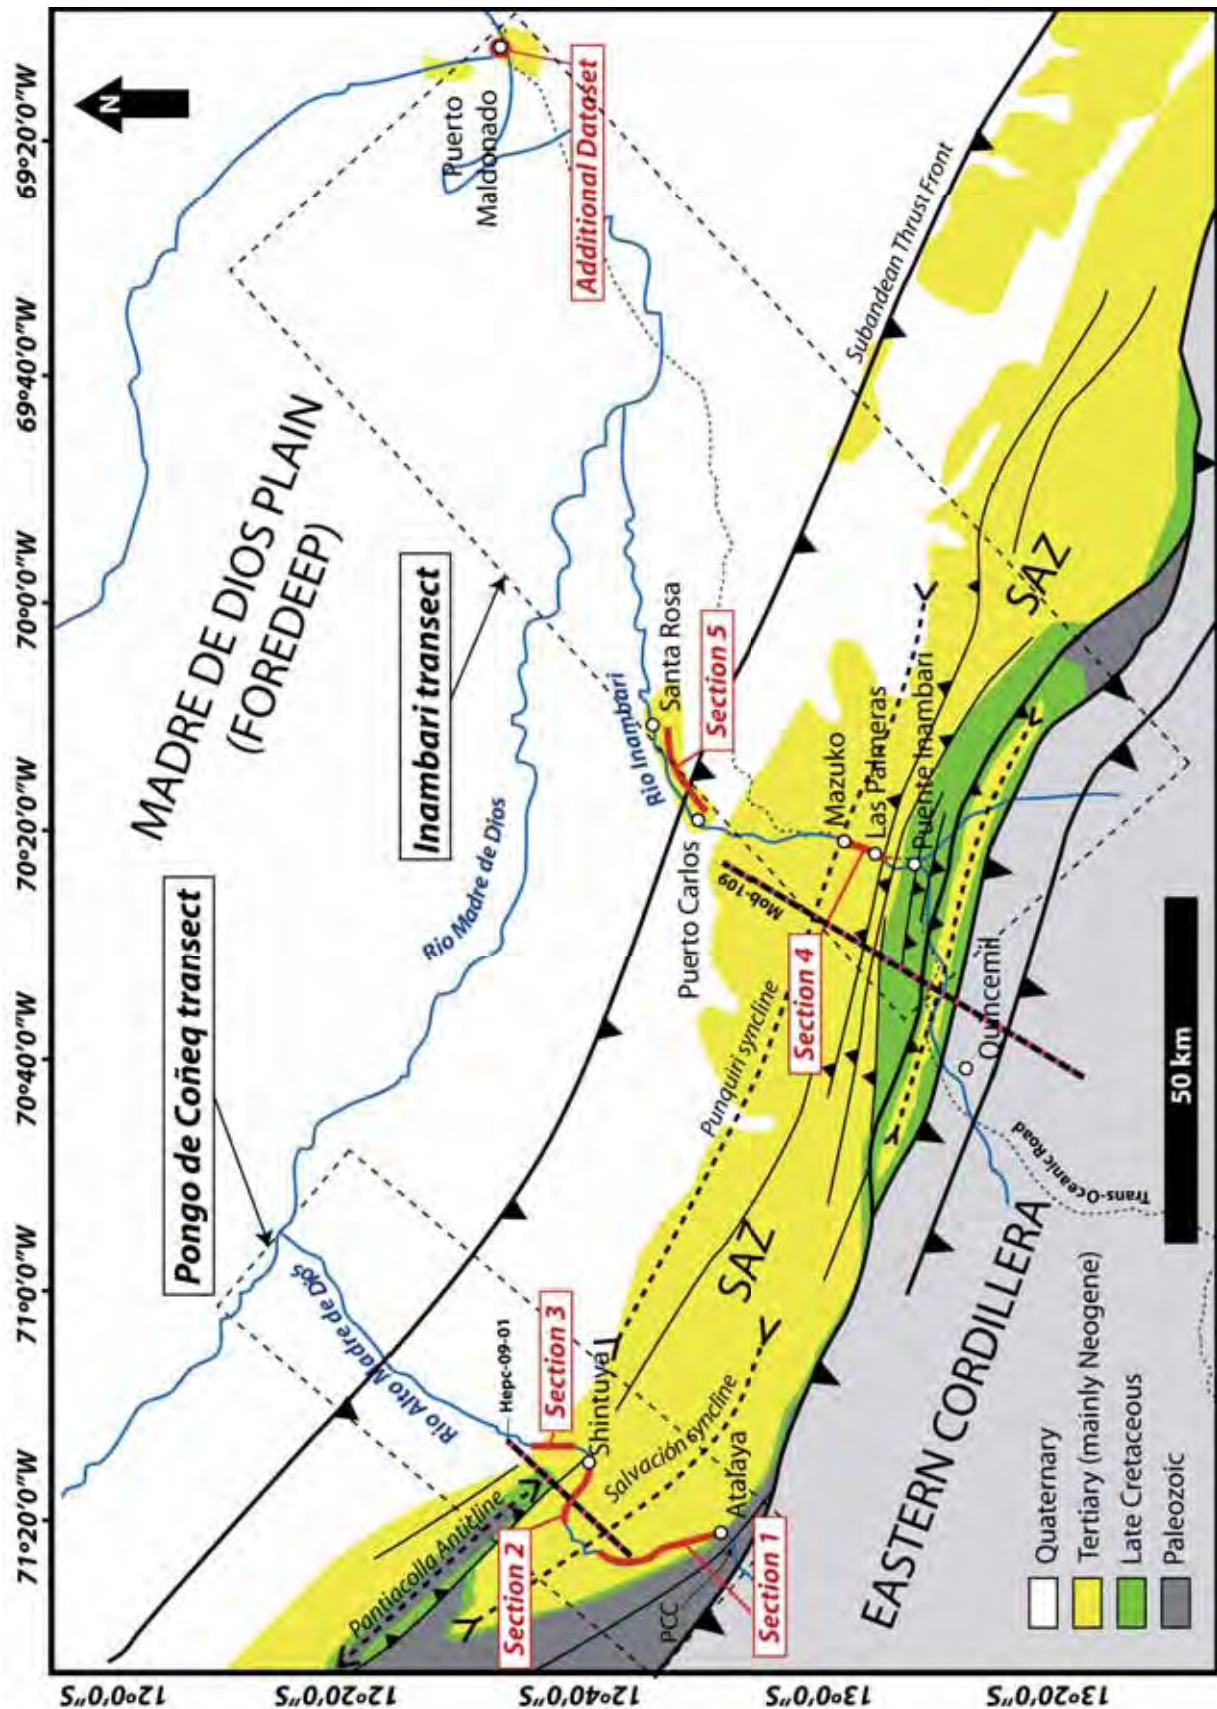 69°20'0"W
69°40'0"W
70°0'0"W
70°20'0"W
70°40'0"W
71°0'0"W
71°20'0"W
12°0'0"S
12°20'0"S
12°40'0"S
13°0'0"S
13°20'0"S
N
MADRE DE DIOS PLAIN
(FOREDEEP)
Pongo de Coñeq transect
Inambari transect
Puerto
Maldonado
Additional Dataset
Río Madre de Dios
Río Alto Madre de Dios
Río Inambari
Santa Rosa
Section 5
Puerto Carlos
Subandean Thrust Front
Hepc-09-01
Section 3
Shintuya
Pantiacolla Anticline
Section 2
Salvación syncline
Atalaya
Section 1
PCC
Punquiri syncline
SAZ
Mob-109
Section 4
Mazuko
Las Palmeras
Puente Inambari
SAZ
Quincemil
Trans-Oceanic Road
EASTERN CORDILLERA
50 km
Quaternary
Tertiary (mainly Neogene)
Late Cretaceous
Paleozoic